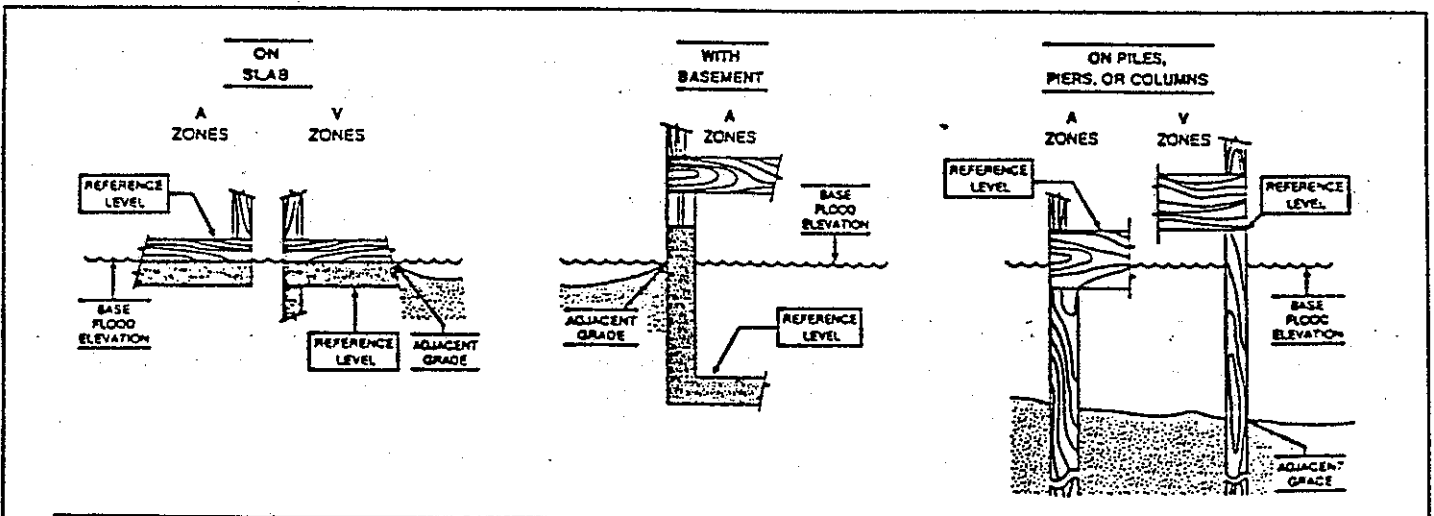 ON
SLAB
A
ZONES
V
ZONES
REFERENCE
LEVEL
BASE
FLOOD
ELEVATION
REFERENCE
LEVEL
ADJACENT
GRADE
WITH
BASEMENT
A
ZONES
BASE
FLOOD
ELEVATION
ADJACENT
GRADE
REFERENCE
LEVEL
ON PILES,
PIERS, OR COLUMNS
A
ZONES
V
ZONES
REFERENCE
LEVEL
REFERENCE
LEVEL
BASE
FLOOD
ELEVATION
ADJACENT
GRADE